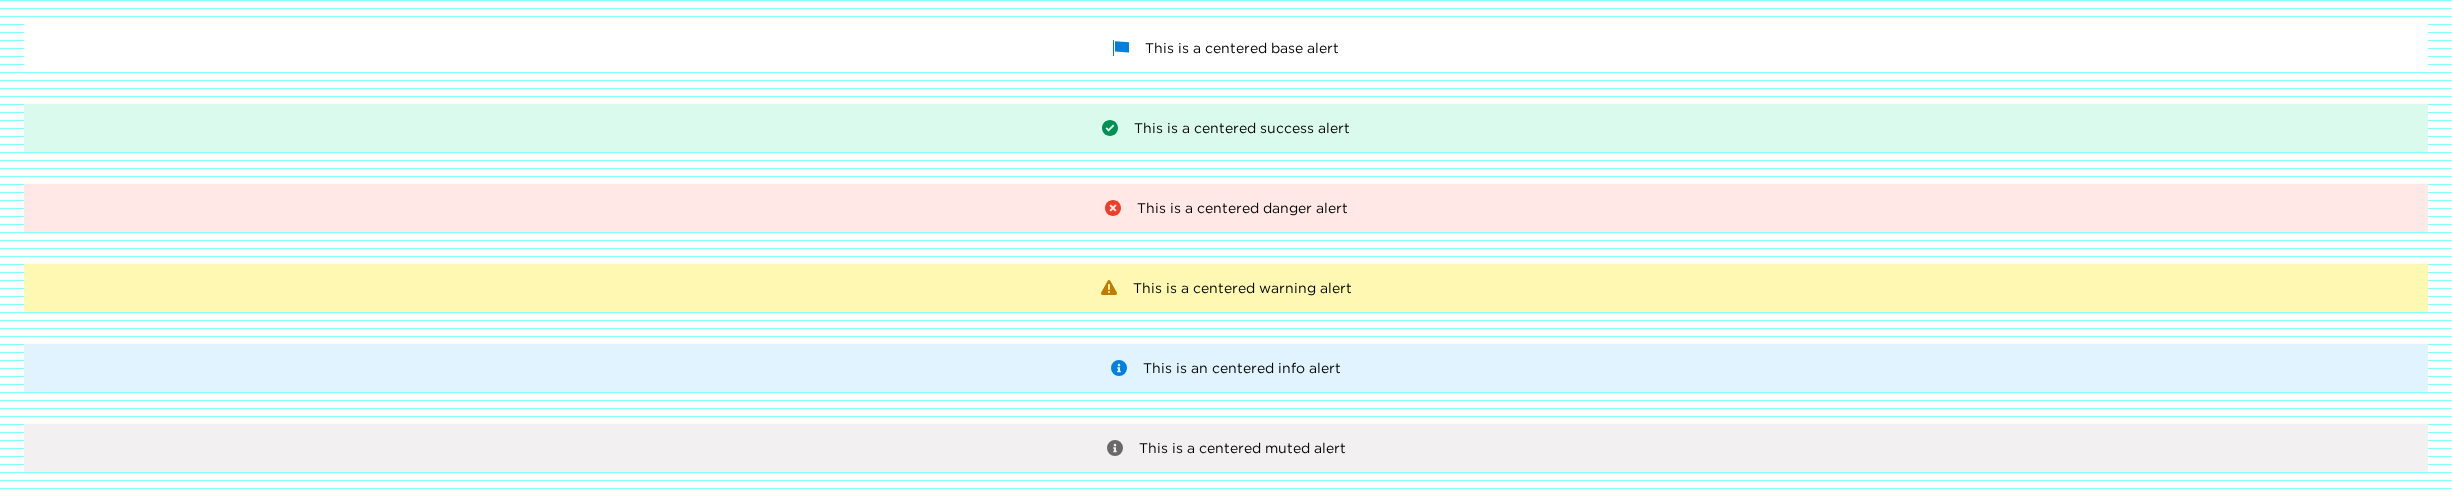 This is a centered base alert
This is a centered success alert
This is a centered danger alert
This is a centered warning alert
This is an centered info alert
This is a centered muted alert